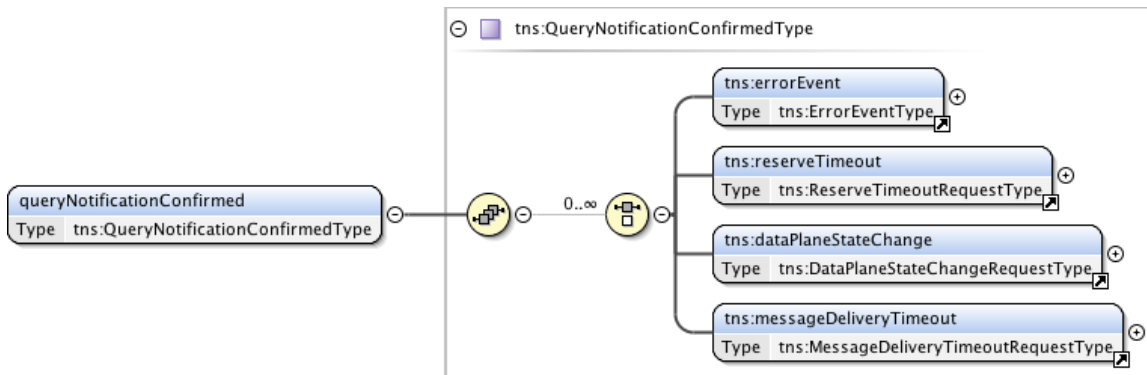 tns:QueryNotificationConfirmedType
tns:errorEvent
Type tns:ErrorEventType
tns:reserveTimeout
Type tns:ReserveTimeoutRequestType
queryNotificationConfirmed
Type tns:QueryNotificationConfirmedType
0..∞
tns:dataPlaneStateChange
Type tns:DataPlaneStateChangeRequestType
tns:messageDeliveryTimeout
Type tns:MessageDeliveryTimeoutRequestType